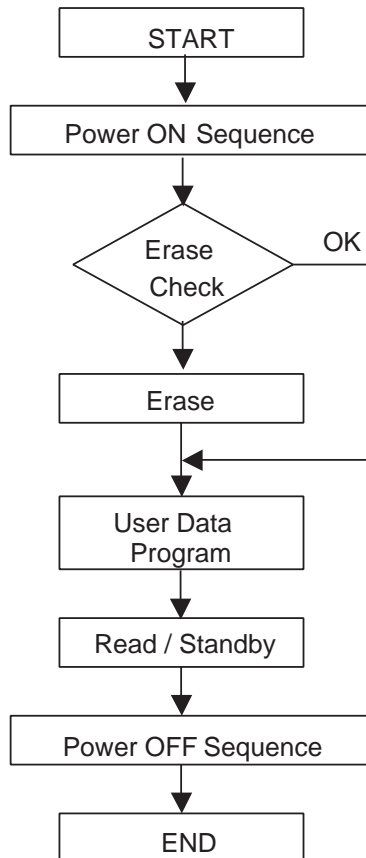 START
Power ON Sequence
Erase
OK
Check
Erase
User Data
Program
Read / Standby
Power OFF Sequence
END